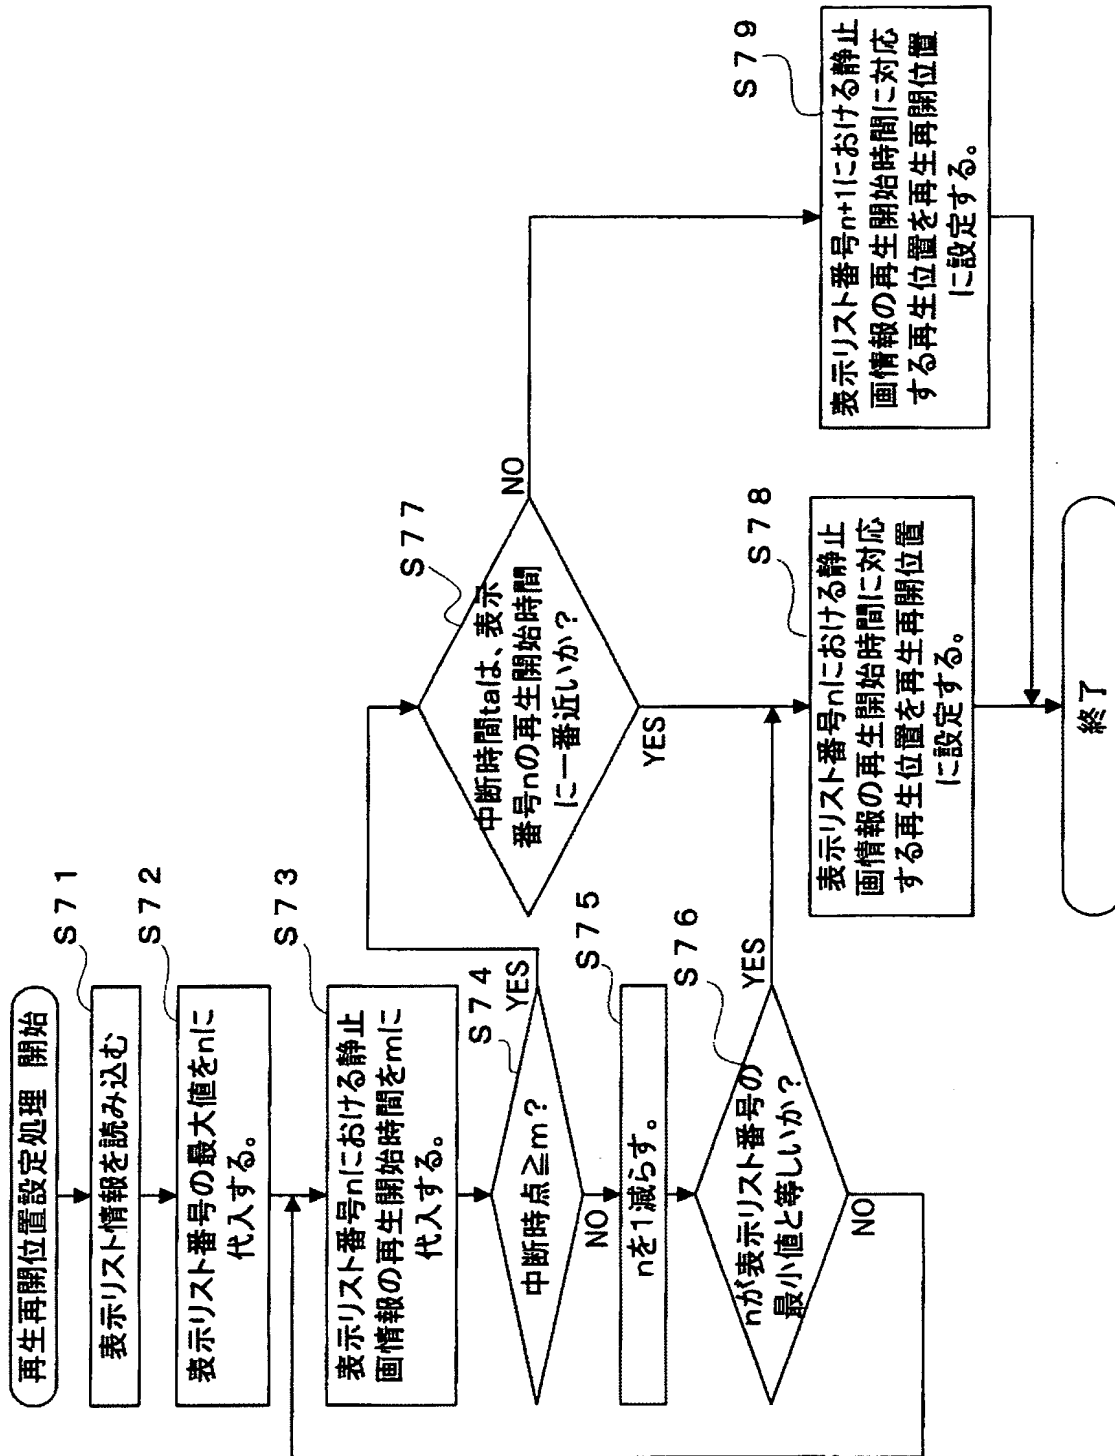 再生再開位置設定処理 開始
S71
表示リスト情報を読み込む
S72
表示リスト番号の最大値をnに
代入する。
S73
表示リスト番号nにおける静止
画情報の再生開始時間をmに
代入する。
S74
中断時点≧m?
YES
NO
S75
nを1減らす。
S76
nが表示リスト番号の
最小値と等しいか?
YES
NO
S77
中断時間taは、表示
番号nの再生開始時間
に一番近いか?
NO
YES
S78
表示リスト番号nにおける静止
画情報の再生開始時間に対応
する再生位置を再生再開位置
に設定する。
S79
表示リスト番号n+1における静止
画情報の再生開始時間に対応
する再生位置を再生再開位置
に設定する。
終了